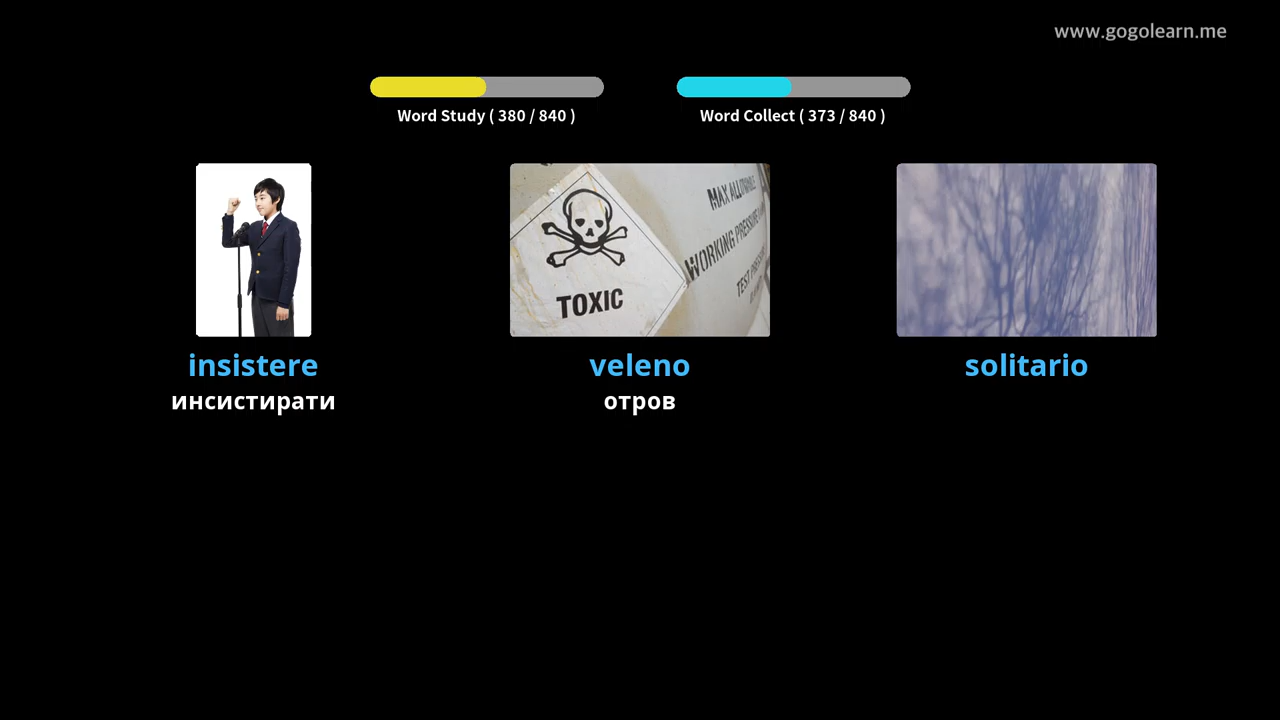 www.gogolearn.me
Word Study ( 380 / 840 )
Word Collect ( 373 / 840 )
MAX ALLOWABLE
WORKING PRESSURE
TOXIC
insistere
veleno
solitario
инсистирати
отров